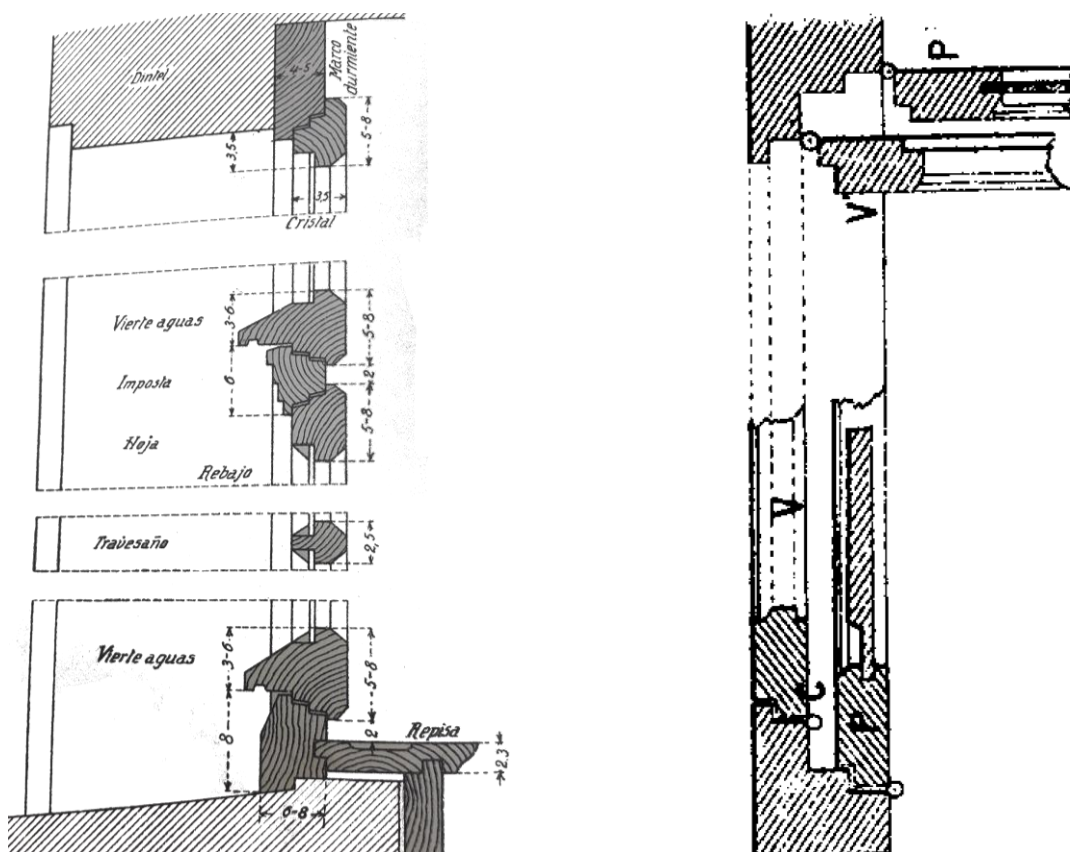 Dintel
4-5
Marco
durmiente
5-8
3,5
3,5
Cristal
Vierte aguas
3-6
5-8
Imposta
6
2
Hoja
5-8
Rebajo
Travesaño
2,5
Vierte aguas
3-6
5-8
8
2
Repisa
2.3
6-8
P
V
V
C
P